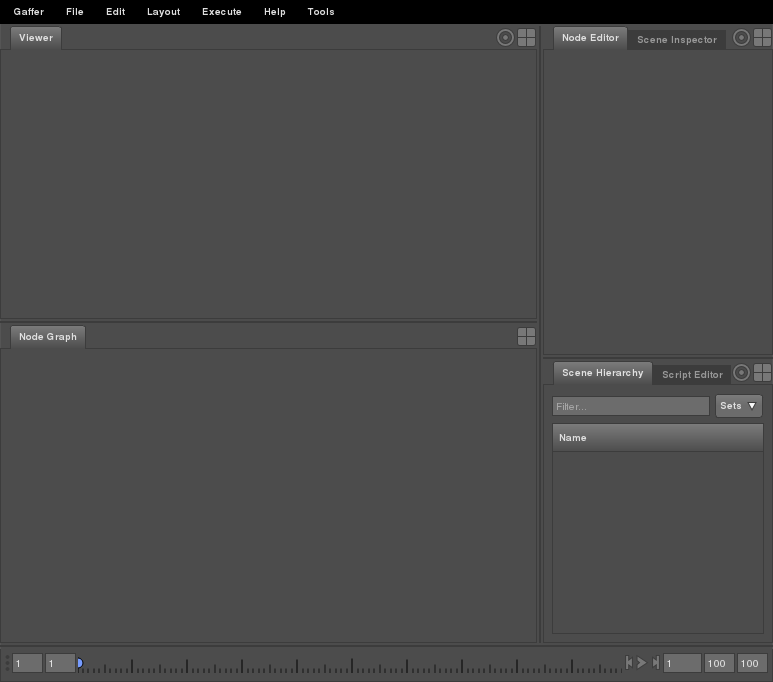 Gaffer File Edit Layout Execute Help Tools
Viewer
Node Editor Scene Inspector
Node Graph
Scene Hierarchy Script Editor
Filter... Sets
Name
1 1 1 100 100